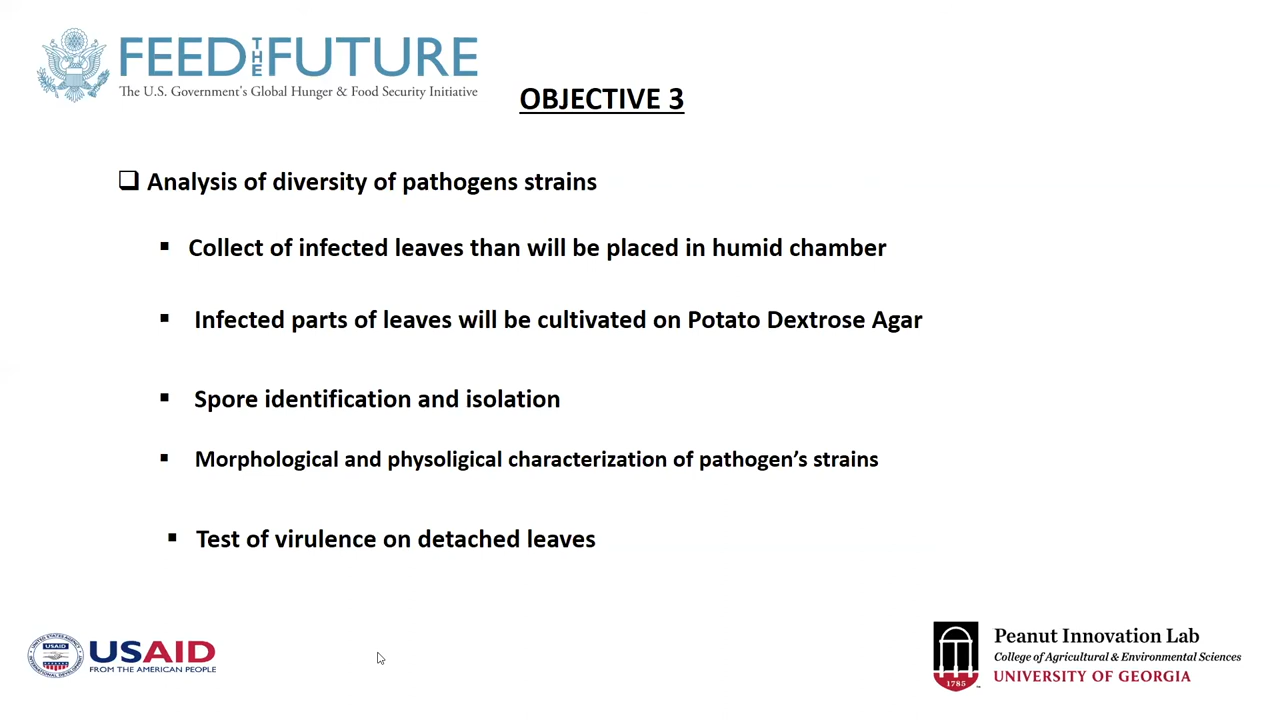 FEED THE FUTURE
The U.S. Government's Global Hunger & Food Security Initiative
OBJECTIVE 3
Analysis of diversity of pathogens strains
Collect of infected leaves than will be placed in humid chamber
Infected parts of leaves will be cultivated on Potato Dextrose Agar
Spore identification and isolation
Morphological and physoligical characterization of pathogen's strains
Test of virulence on detached leaves
USAID
USAID
FROM THE AMERICAN PEOPLE
1785
Peanut Innovation Lab
College of Agricultural & Environmental Sciences
UNIVERSITY OF GEORGIA